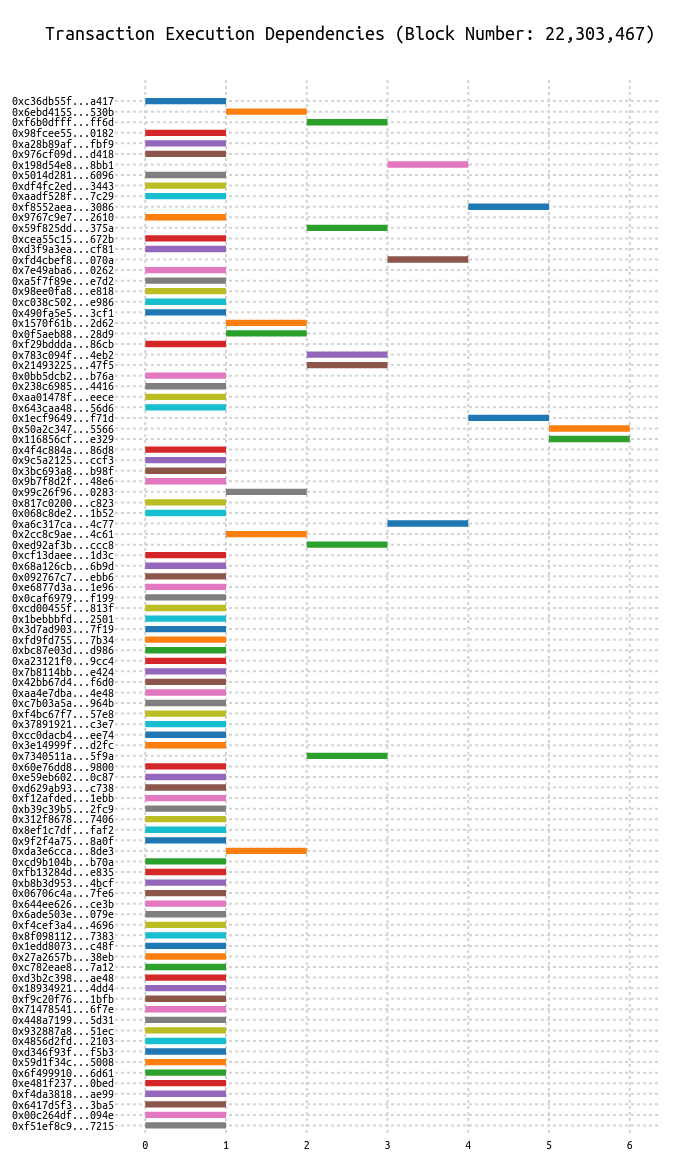 Transaction Execution Dependencies (Block Number: 22,303,467)
0xc36db55f...a417
0x6ebd4155...530b
0xf6b0dfff...ff6d
0x98fcee55...0182
0xa28b89af...fbf9
0x976cf09d...d418
0x198d54e8...8bb1
0x5014d281...6096
0xdf4fc2ed...3443
0xaadf528f...7c29
0xf8552aea...3086
0x9767c9e7...2610
0x59f825dd...375a
0xcea55c15...672b
0xd3f9a3ea...cf81
0xfd4cbef8...070a
0x7e49aba6...0262
0xa5f7f89e...e7d2
0x98ee0fa8...e818
0xc038c502...e986
0x490fa5e5...3cf1
0x1570f61b...2d62
0x0f5aeb88...28d9
0xf29bddda...86cb
0x783c094f...4eb2
0x21493225...47f5
0x0bb5dcb2...b76a
0x238c6985...4416
0xaa01478f...eece
0x643caa48...56d6
0x1ecf9649...f71d
0x50a2c347...5566
0x116856cf...e329
0x4f4c884a...86d8
0x9c5a2125...ccf3
0x3bc693a8...b98f
0x9b7f8d2f...48e6
0x99c26f96...0283
0x817c0200...c823
0x068c8de2...1b52
0xa6c317ca...4c77
0x2cc8c9ae...4c61
0xed92af3b...ccc8
0xcf13daee...1d3c
0x68a126cb...6b9d
0x092767c7...ebb6
0xe6877d3a...1e96
0x0caf6979...f199
0xcd00455f...813f
0x1bebbbfd...2501
0x3d7ad903...7f19
0xfd9fd755...7b34
0xbc87e03d...d986
0xa23121f0...9cc4
0x7b8114bb...e424
0x42bb67d4...f6d0
0xaa4e7dba...4e48
0xc7b03a5a...964b
0xf4bc67f7...57e8
0x37891921...c3e7
0xcc0dacb4...ee74
0x3e14999f...d2fc
0x7340511a...5f9a
0x60e76dd8...9800
0xe59eb602...0c87
0xd629ab93...c738
0xf12afded...1ebb
0xb39c39b5...2fc9
0x312f8678...7406
0x8ef1c7df...faf2
0x9f2f4a75...8a0f
0xda3e6cca...8de3
0xcd9b104b...b70a
0xfb13284d...e835
0xb8b3d953...4bcf
0x06706c4a...7fe6
0x644ee626...ce3b
0x6ade503e...079e
0xf4cef3a4...4696
0x8f098112...7383
0x1edd8073...c48f
0x27a2657b...38eb
0xc782eae8...7a12
0xd3b2c398...ae48
0x18934921...4dd4
0xf9c20f76...1bfb
0x71478541...6f7e
0x448a7199...5d31
0x932887a8...51ec
0x4856d2fd...2103
0xd346f93f...f5b3
0x59d1f34c...5008
0x6f499910...6d61
0xe481f237...0bed
0xf4da3818...ae99
0x6417d5f3...3ba5
0x00c264df...094e
0xf51ef8c9...7215
0 1 2 3 4 5 6